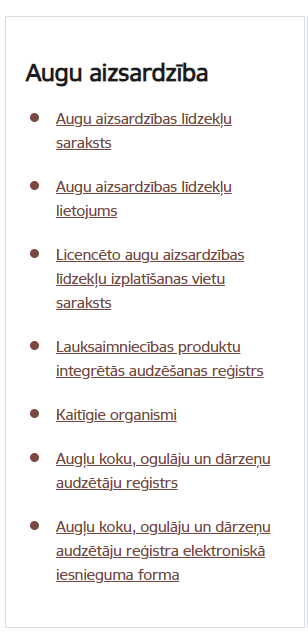 Augu aizsardzība
Augu aizsardzības līdzekļu
saraksts
Augu aizsardzības līdzekļu
lietojums
Licencēto augu aizsardzības
līdzekļu izplatīšanas vietu
saraksts
Lauksaimniecības produktu
integrētās audzēšanas reģistrs
Kaitīgie organismi
Augļu koku, ogulāju un dārzeņu
audzētāju reģistrs
Augļu koku, ogulāju un dārzeņu
audzētāju reģistra elektroniskā
iesnieguma forma